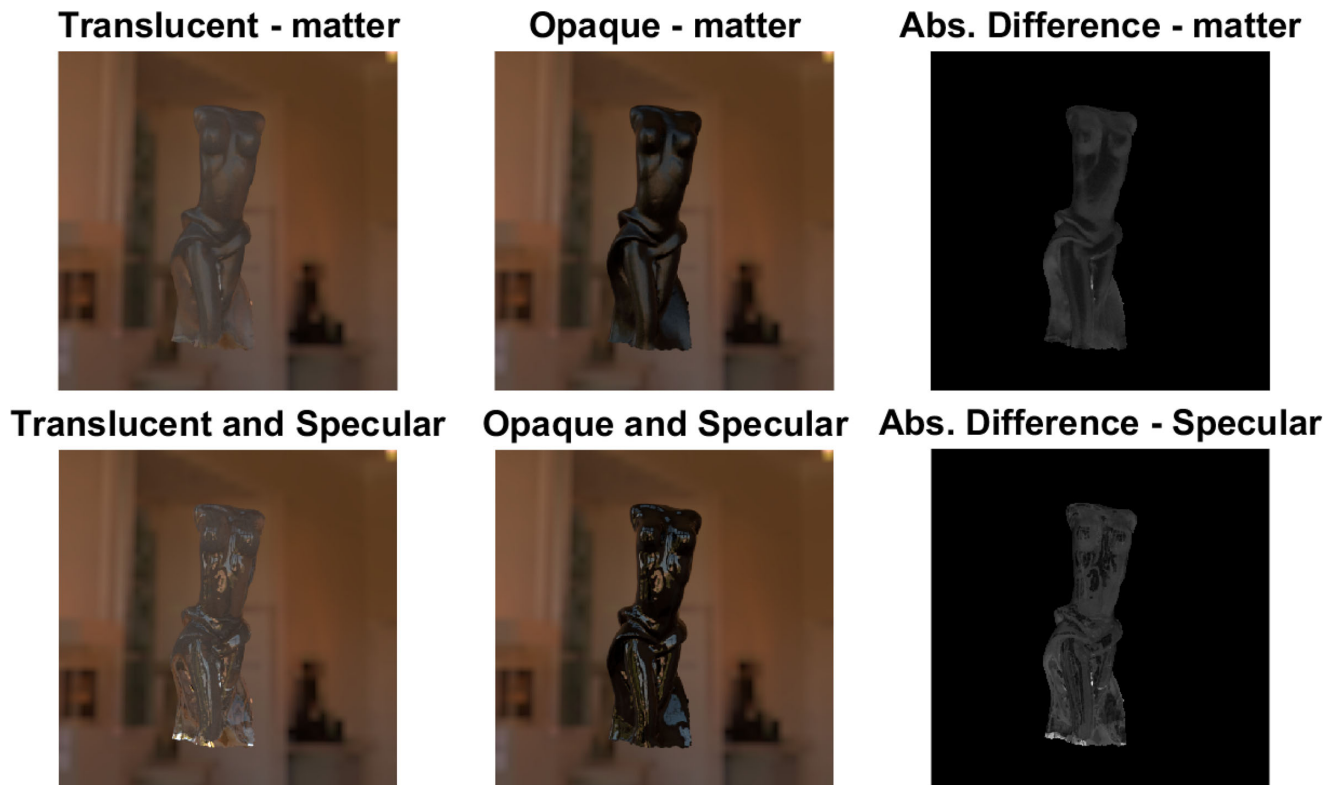 Translucent - matter
Opaque - matter
Abs. Difference - matter
Translucent and Specular
Opaque and Specular
Abs. Difference - Specular